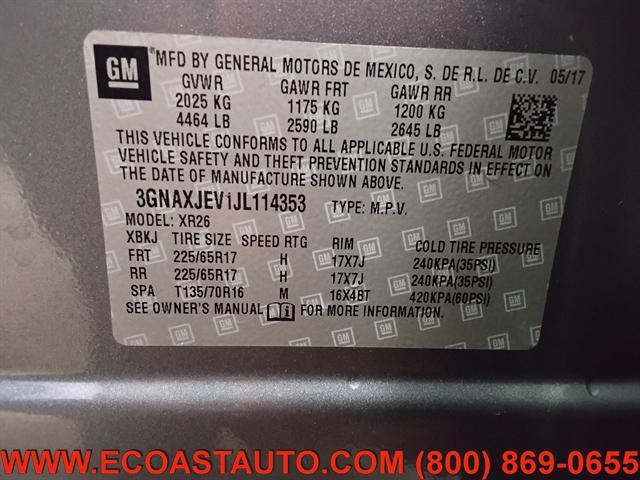 GM
MFD BY GENERAL MOTORS DE MEXICO, S. DE R.L. DE C.V. 05/17
GVWR GAWR FRT GAWR RR
2025 KG 1175 KG 1200 KG
4464 LB 2590 LB 2645 LB
THIS VEHICLE CONFORMS TO ALL APPLICABLE U.S. FEDERAL MOTOR
VEHICLE SAFETY AND THEFT PREVENTION STANDARDS IN EFFECT ON
THE DATE OF MANUFACTURE SHOWN ABOVE.
3GNAXJEV1JL114353 TYPE: M.P.V.
MODEL: XR26
XBKJ TIRE SIZE SPEED RTG RIM COLD TIRE PRESSURE
FRT 225/65R17 H 17X7J 240KPA(35PSI)
RR 225/65R17 H 17X7J 240KPA(35PSI)
SPA T135/70R16 M 16X4BT 420KPA(60PSI)
SEE OWNER'S MANUAL FOR MORE INFORMATION.
WWW.ECOASTAUTO.COM (800) 869-0655